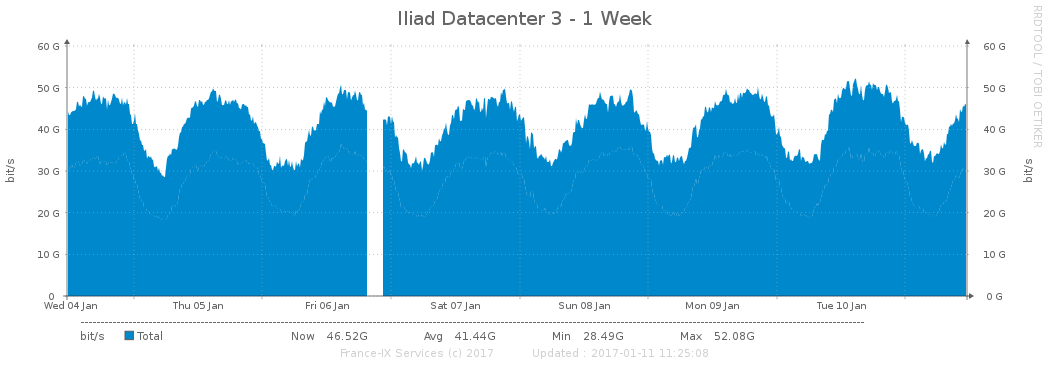 Iliad Datacenter 3 - 1 Week
RRDTOOL / TOBI OETIKER
60 G 60 G
50 G 50 G
40 G 40 G
30 G 30 G
20 G 20 G
10 G 10 G
0 0 G
bit/s bit/s
Wed 04 Jan Thu 05 Jan Fri 06 Jan Sat 07 Jan Sun 08 Jan Mon 09 Jan Tue 10 Jan
bit/s Total Now 46.52G Avg 41.44G Min 28.49G Max 52.08G
France-IX Services (c) 2017 Updated : 2017-01-11 11:25:08